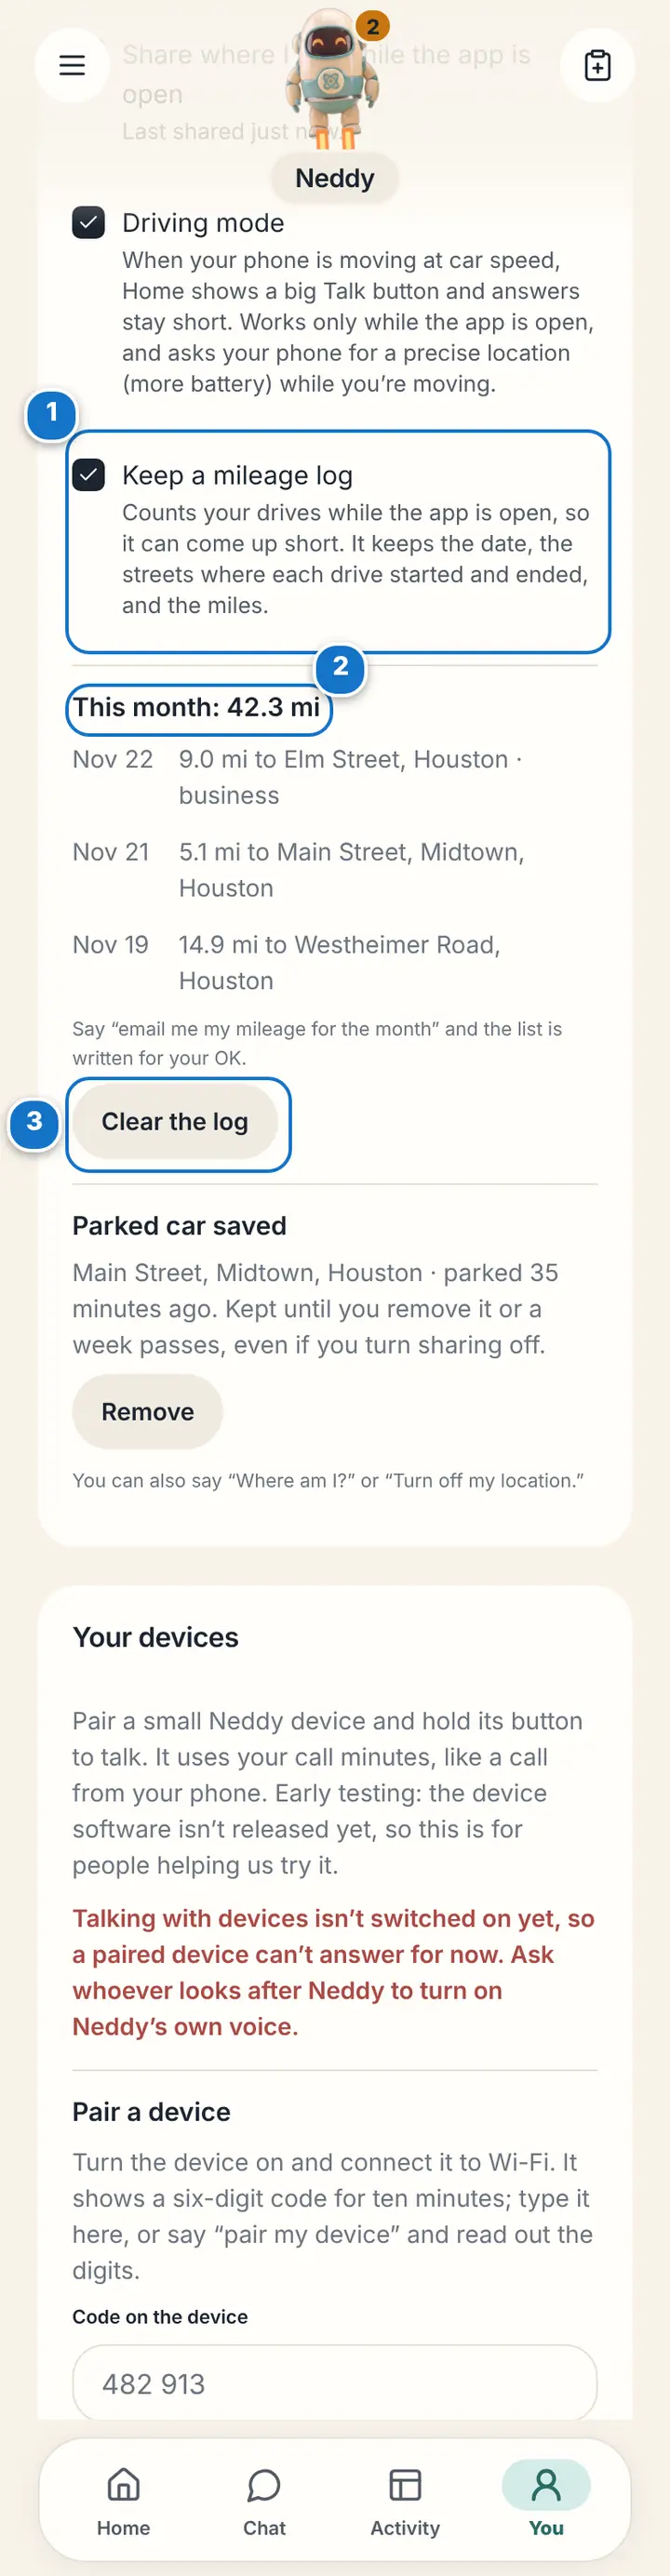 2
Share where I
while the app is
open
Last shared just now.
Neddy
Driving mode
When your phone is moving at car speed,
Home shows a big Talk button and answers
stay short. Works only while the app is open,
and asks your phone for a precise location
(more battery) while you’re moving.
1
Keep a mileage log
Counts your drives while the app is open, so
it can come up short. It keeps the date, the
streets where each drive started and ended,
and the miles.
2
This month: 42.3 mi
Nov 22 9.0 mi to Elm Street, Houston ·
business
Nov 21 5.1 mi to Main Street, Midtown,
Houston
Nov 19 14.9 mi to Westheimer Road,
Houston
Say “email me my mileage for the month” and the list is
written for your OK.
3
Clear the log
Parked car saved
Main Street, Midtown, Houston · parked 35
minutes ago. Kept until you remove it or a
week passes, even if you turn sharing off.
Remove
You can also say “Where am I?” or “Turn off my location.”
Your devices
Pair a small Neddy device and hold its button
to talk. It uses your call minutes, like a call
from your phone. Early testing: the device
software isn’t released yet, so this is for
people helping us try it.
Talking with devices isn’t switched on yet, so
a paired device can’t answer for now. Ask
whoever looks after Neddy to turn on
Neddy’s own voice.
Pair a device
Turn the device on and connect it to Wi-Fi. It
shows a six-digit code for ten minutes; type it
here, or say “pair my device” and read out the
digits.
Code on the device
482 913
Home Chat Activity You